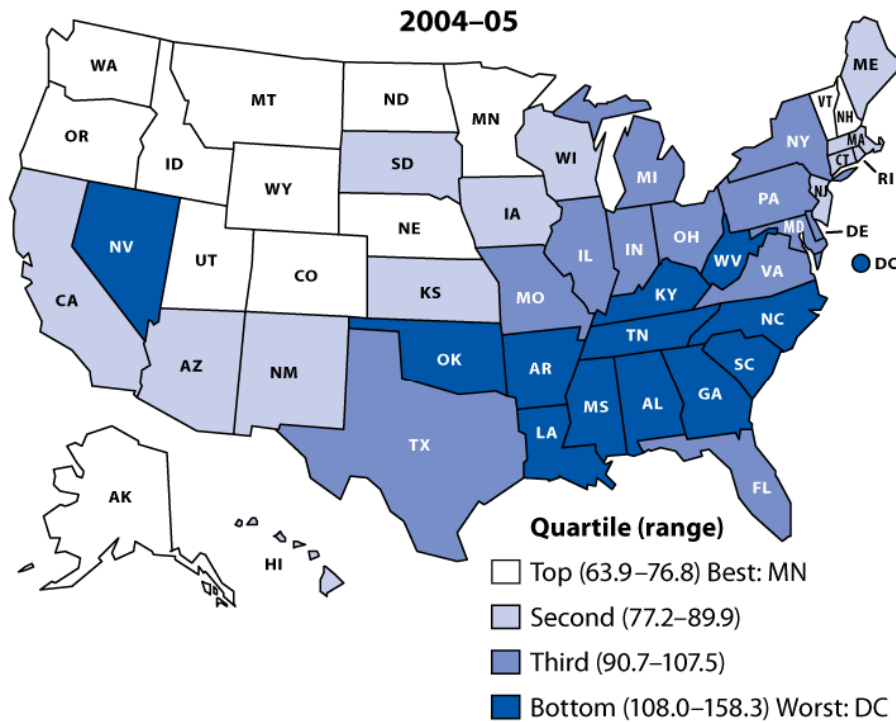 2004–05
WA
MT
ND
MN
OR
ID
WY
SD
WI
MI
NY
VT
NH
ME
MA
CT
RI
NV
UT
CO
NE
IA
IL
IN
OH
PA
NJ
MD
DE
DC
CA
KS
MO
KY
WV
VA
AZ
NM
OK
AR
TN
NC
SC
TX
LA
MS
AL
GA
FL
AK
HI
Quartile (range)
Top (63.9–76.8) Best: MN
Second (77.2–89.9)
Third (90.7–107.5)
Bottom (108.0–158.3) Worst: DC